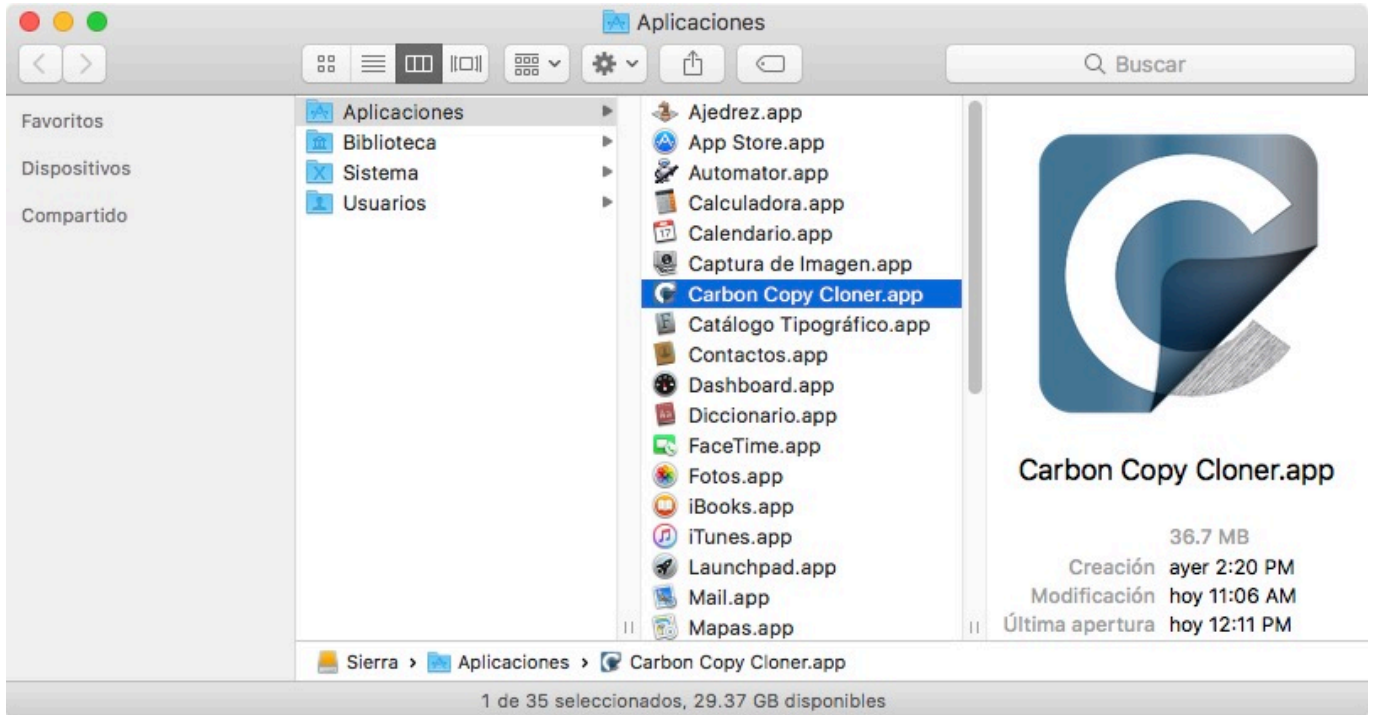 Aplicaciones
Buscar
Favoritos
Dispositivos
Compartido
Aplicaciones
Biblioteca
Sistema
Usuarios
Ajedrez.app
App Store.app
Automator.app
Calculadora.app
Calendario.app
Captura de Imagen.app
Carbon Copy Cloner.app
Catálogo Tipográfico.app
Contactos.app
Dashboard.app
Diccionario.app
FaceTime.app
Fotos.app
iBooks.app
iTunes.app
Launchpad.app
Mail.app
Mapas.app
Carbon Copy Cloner.app
36.7 MB
Creación ayer 2:20 PM
Modificación hoy 11:06 AM
Última apertura hoy 12:11 PM
Sierra › Aplicaciones › Carbon Copy Cloner.app
1 de 35 seleccionados, 29.37 GB disponibles